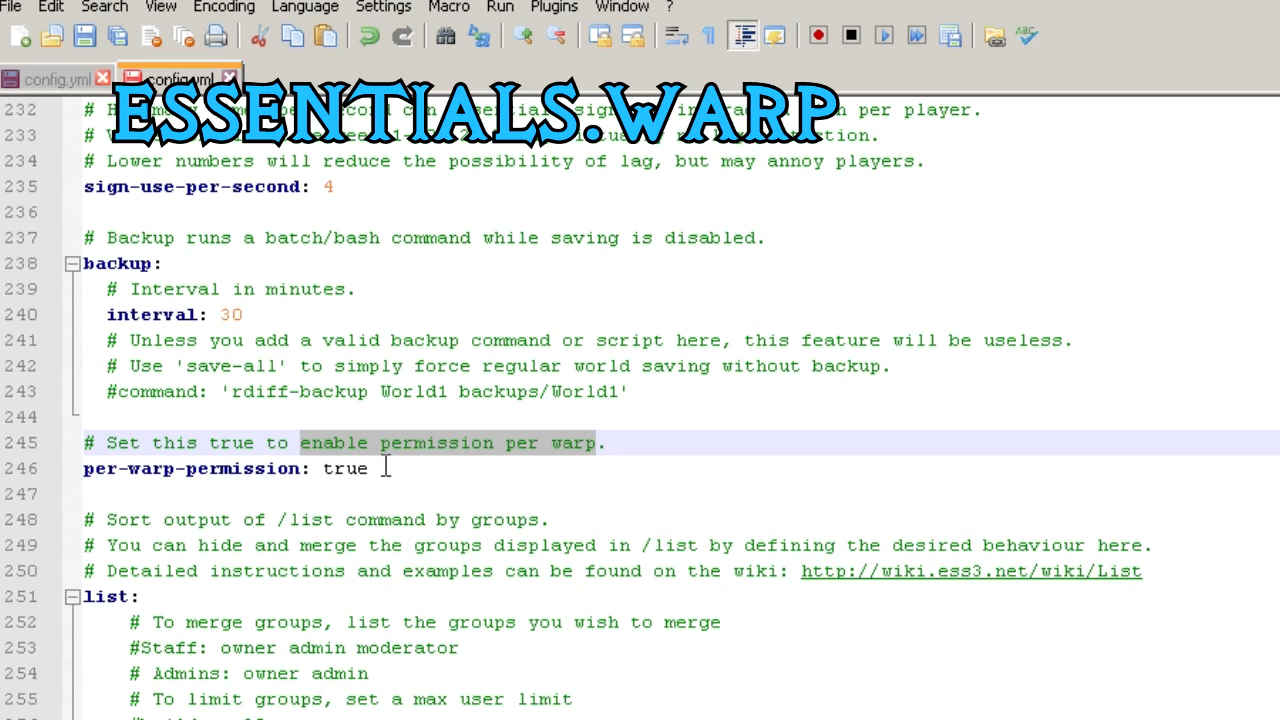 File Edit Search View Encoding Language Settings Macro Run Plugins Window ?
config.yml config.yml
ESSENTIALS.WARP
232 # per player.
233 #
234 # Lower numbers will reduce the possibility of lag, but may annoy players.
235 sign-use-per-second: 4
236
237 # Backup runs a batch/bash command while saving is disabled.
238 backup:
239 # Interval in minutes.
240 interval: 30
241 # Unless you add a valid backup command or script here, this feature will be useless.
242 # Use 'save-all' to simply force regular world saving without backup.
243 #command: 'rdiff-backup World1 backups/World1'
244
245 # Set this true to enable permission per warp.
246 per-warp-permission: true
247
248 # Sort output of /list command by groups.
249 # You can hide and merge the groups displayed in /list by defining the desired behaviour here.
250 # Detailed instructions and examples can be found on the wiki: http://wiki.ess3.net/wiki/List
251 list:
252 # To merge groups, list the groups you wish to merge
253 #Staff: owner admin moderator
254 # Admins: owner admin
255 # To limit groups, set a max user limit